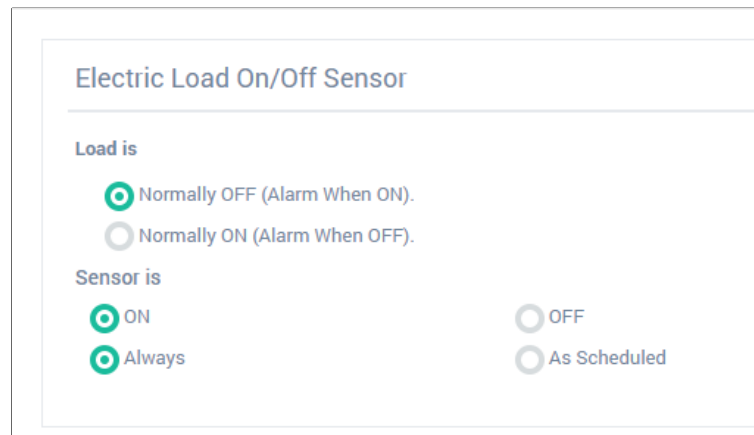 Electric Load On/Off Sensor
Load is
Normally OFF (Alarm When ON).
Normally ON (Alarm When OFF).
Sensor is
ON OFF
Always As Scheduled